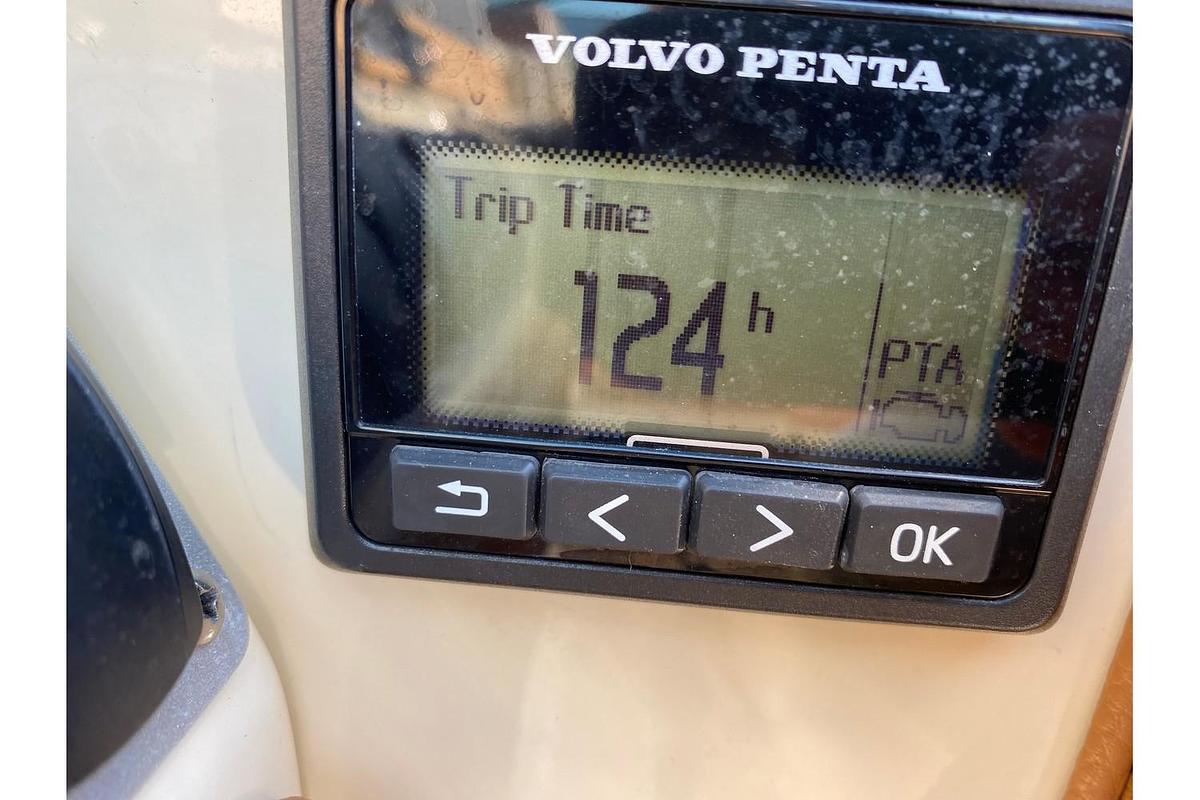 VOLVO PENTA
Trip Time
124 h
PTA
< >
OK